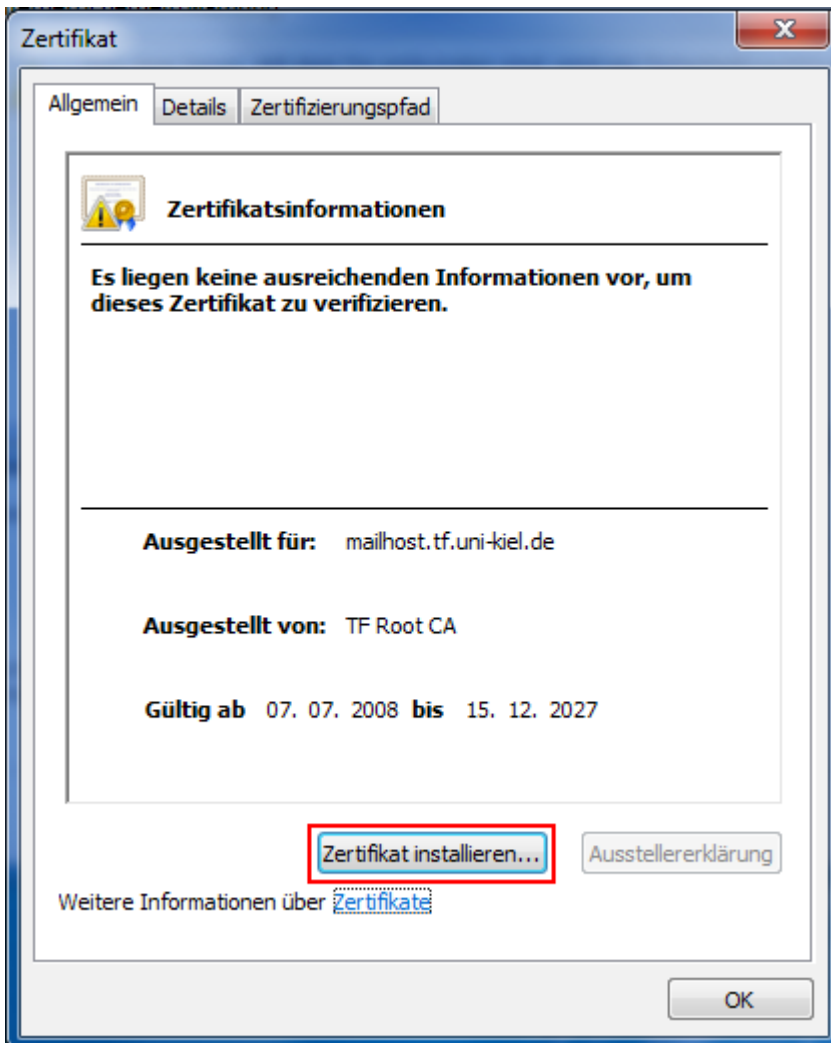 Zertifikat
Allgemein Details Zertifizierungspfad
Zertifikatsinformationen
Es liegen keine ausreichenden Informationen vor, um
dieses Zertifikat zu verifizieren.
Ausgestellt für: mailhost.tf.uni-kiel.de
Ausgestellt von: TF Root CA
Gültig ab 07. 07. 2008 bis 15. 12. 2027
Zertifikat installieren... Ausstellererklärung
Weitere Informationen über Zertifikate
OK